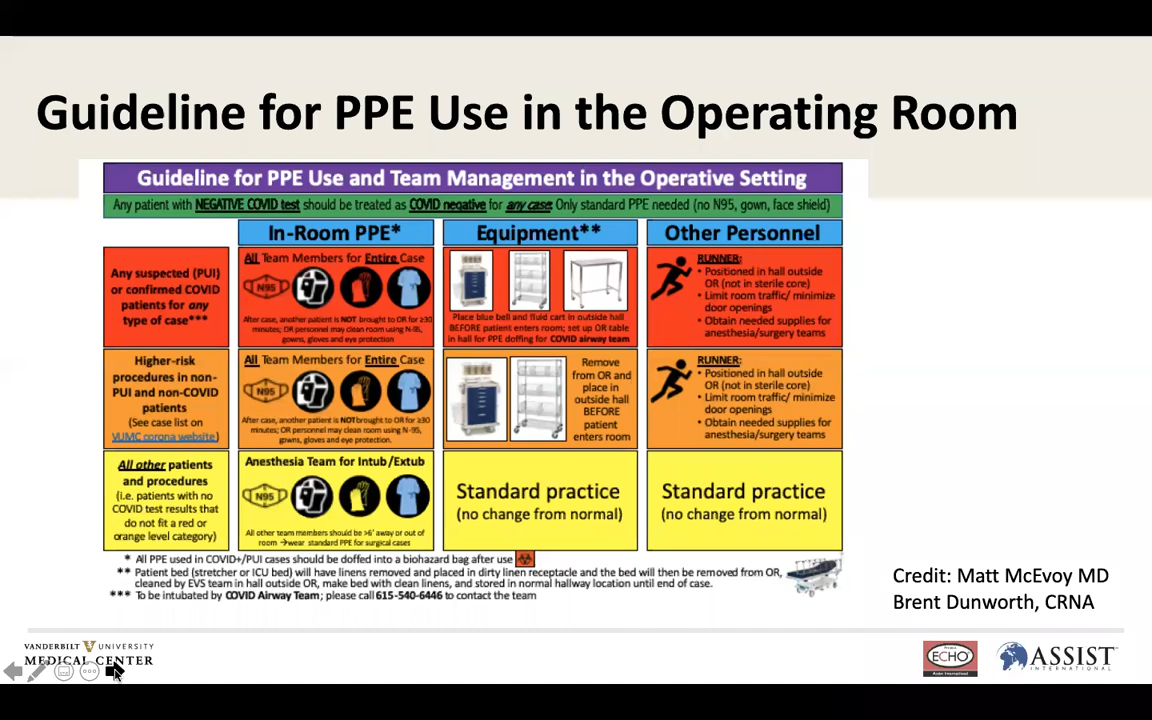 Guideline for PPE Use in the Operating Room
Guideline for PPE Use and Team Management in the Operative Setting
Any patient with NEGATIVE COVID test should be treated as COVID negative for any case: Only standard PPE needed (no N95, gown, face shield)
In-Room PPE*
Equipment**
Other Personnel
Any suspected (PUI)
or confirmed COVID
patients for any
type of case***
All Team Members for Entire Case
N95
After case, another patient is NOT brought to OR for ≥30
minutes; OR personnel may clean room using N-95,
gowns, gloves and eye protection
Place blue bell and fluid cart in outside hall
BEFORE patient enters room; set up OR table
in hall for PPE doffing for COVID airway team
RUNNER:
• Positioned in hall outside
OR (not in sterile core)
• Limit room traffic/ minimize
door openings
• Obtain needed supplies for
anesthesia/surgery teams
Higher-risk
procedures in non-
PUI and non-COVID
patients
(See case list on
VUMC corona website)
All Team Members for Entire Case
N95
After case, another patient is NOT brought to OR for ≥30
minutes; OR personnel may clean room using N-95,
gowns, gloves and eye protection.
Remove
from OR and
place in
outside hall
BEFORE
patient
enters room
RUNNER:
• Positioned in hall outside
OR (not in sterile core)
• Limit room traffic/ minimize
door openings
• Obtain needed supplies for
anesthesia/surgery teams
All other patients
and procedures
(i.e. patients with no
COVID test results that
do not fit a red or
orange level category)
Anesthesia Team for Intub/Extub
N95
All other team members should be >6' away or out of
room →wear standard PPE for surgical cases
Standard practice
(no change from normal)
Standard practice
(no change from normal)
* All PPE used in COVID+/PUI cases should be doffed into a biohazard bag after use
** Patient bed (stretcher or ICU bed) will have linens removed and placed in dirty linen receptacle and the bed will then be removed from OR,
cleaned by EVS team in hall outside OR, make bed with clean linens, and stored in normal hallway location until end of case.
*** To be intubated by COVID Airway Team; please call 615-540-6446 to contact the team
Credit: Matt McEvoy MD
Brent Dunworth, CRNA
VANDERBILT V UNIVERSITY
MEDICAL CENTER
ECHO
ASSIST
INTERNATIONAL